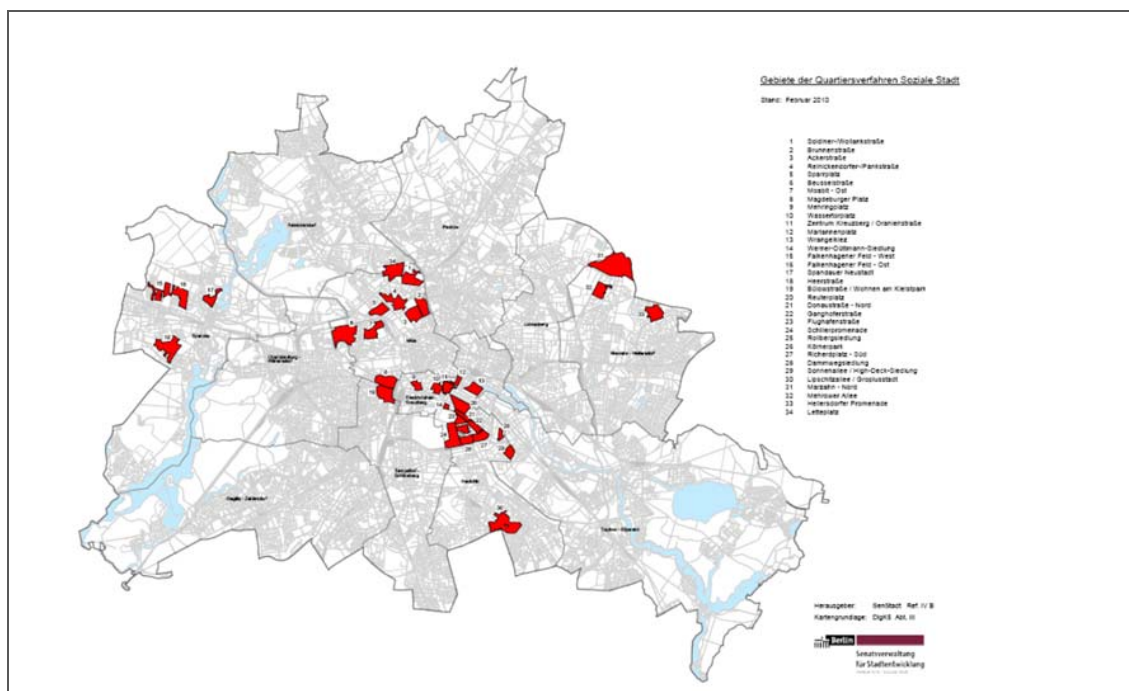 Gebiete der Quartiersverfahren Soziale Stadt
Stand: Februar 2013
1 Soldiner-/Wollankstraße
2 Brunnenstraße
3 Ackerstraße
4 Reinickendorfer-/Pankstraße
5 Sparrplatz
6 Beusselstraße
7 Moabit - Ost
8 Magdeburger Platz
9 Mehringplatz
10 Wassertorplatz
11 Zentrum Kreuzberg / Oranienstraße
12 Mariannenplatz
13 Wrangelkiez
14 Werner-Düttmann-Siedlung
15 Falkenhagener Feld - West
16 Falkenhagener Feld - Ost
17 Spandauer Neustadt
18 Heerstraße
19 Bülowstraße / Wohnen am Kleistpark
20 Reuterplatz
21 Donaustraße - Nord
22 Ganghoferstraße
23 Flughafenstraße
24 Schillerpromenade
25 Rollbergsiedlung
26 Körnerpark
27 Richardplatz - Süd
28 Dammwegsiedlung
29 Sonnenallee / High-Deck-Siedlung
30 Lipschitzallee / Gropiusstadt
31 Marzahn - Nord
32 Mehrower Allee
33 Hellersdorfer Promenade
34 Letteplatz
Reinickendorf
Pankow
Spandau
Mitte
Lichtenberg
Marzahn - Hellersdorf
Charlottenburg
Wilmersdorf
Friedrichshain
Kreuzberg
Tempelhof
Schöneberg
Neukölln
Steglitz - Zehlendorf
Treptow - Köpenick
Herausgeber: SenStadt Ref. IV B
Kartengrundlage: DigK5 Abt. III
Berlin
Senatsverwaltung
für Stadtentwicklung